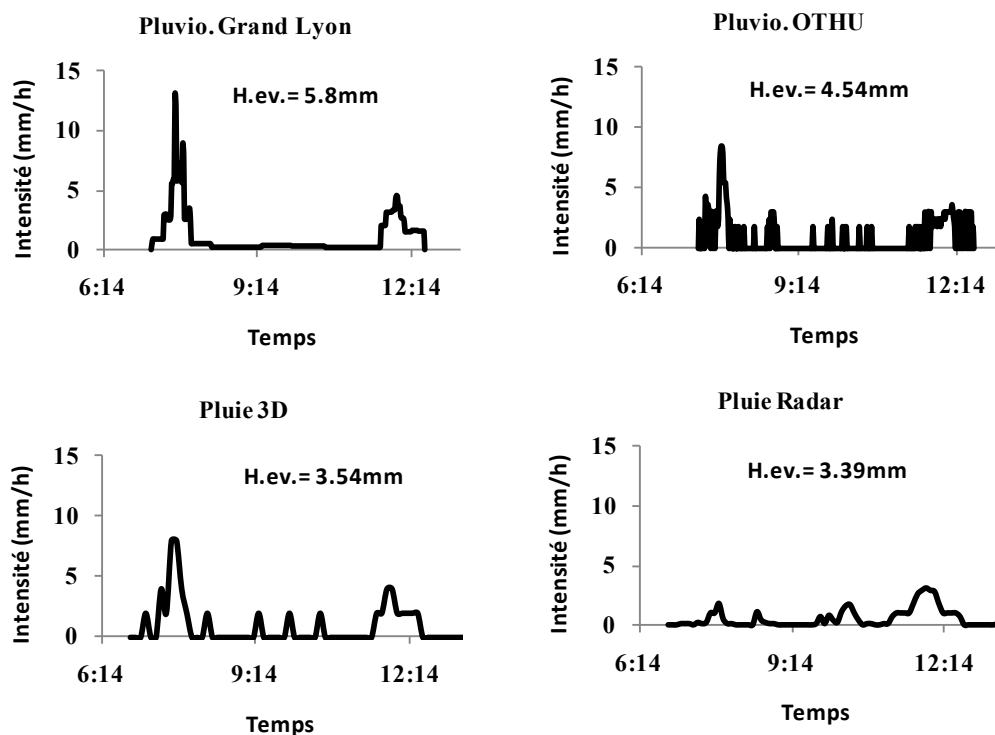 Pluvio. Grand Lyon
Intensité (mm/h)
15
10
5
0
H.ev.= 5.8mm
6:14
9:14
12:14
Temps
Pluvio. OTHU
Intensité (mm/h)
15
10
5
0
H.ev.= 4.54mm
6:14
9:14
12:14
Temps
Pluie 3D
Intensité (mm/h)
15
10
5
0
H.ev.= 3.54mm
6:14
9:14
12:14
Temps
Pluie Radar
Intensité (mm/h)
15
10
5
0
H.ev.= 3.39mm
6:14
9:14
12:14
Temps